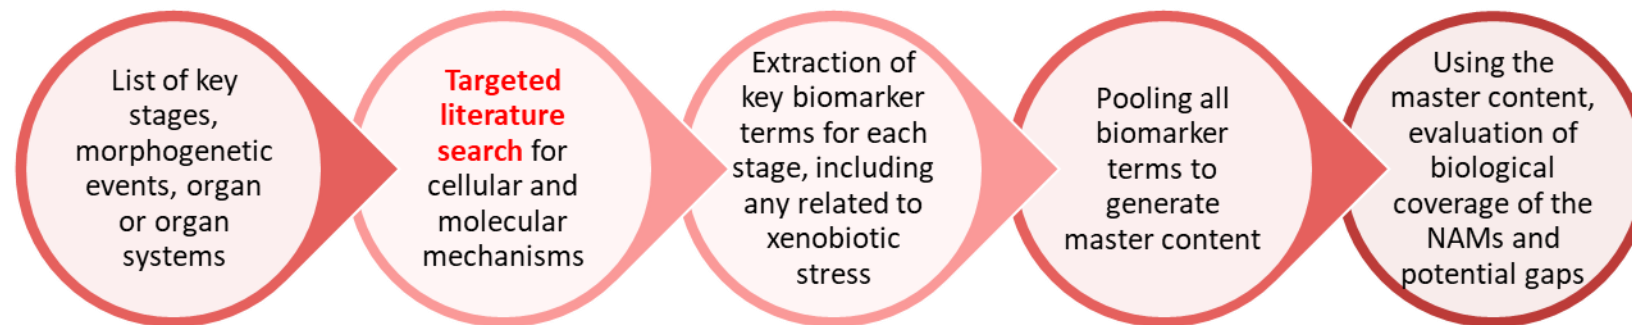 List of key
stages,
morphogenetic
events, organ
or organ
systems
Targeted
literature
search for
cellular and
molecular
mechanisms
Extraction of
key biomarker
terms for each
stage, including
any related to
xenobiotic
stress
Pooling all
biomarker
terms to
generate
master content
Using the
master content,
evaluation of
biological
coverage of the
NAMs and
potential gaps